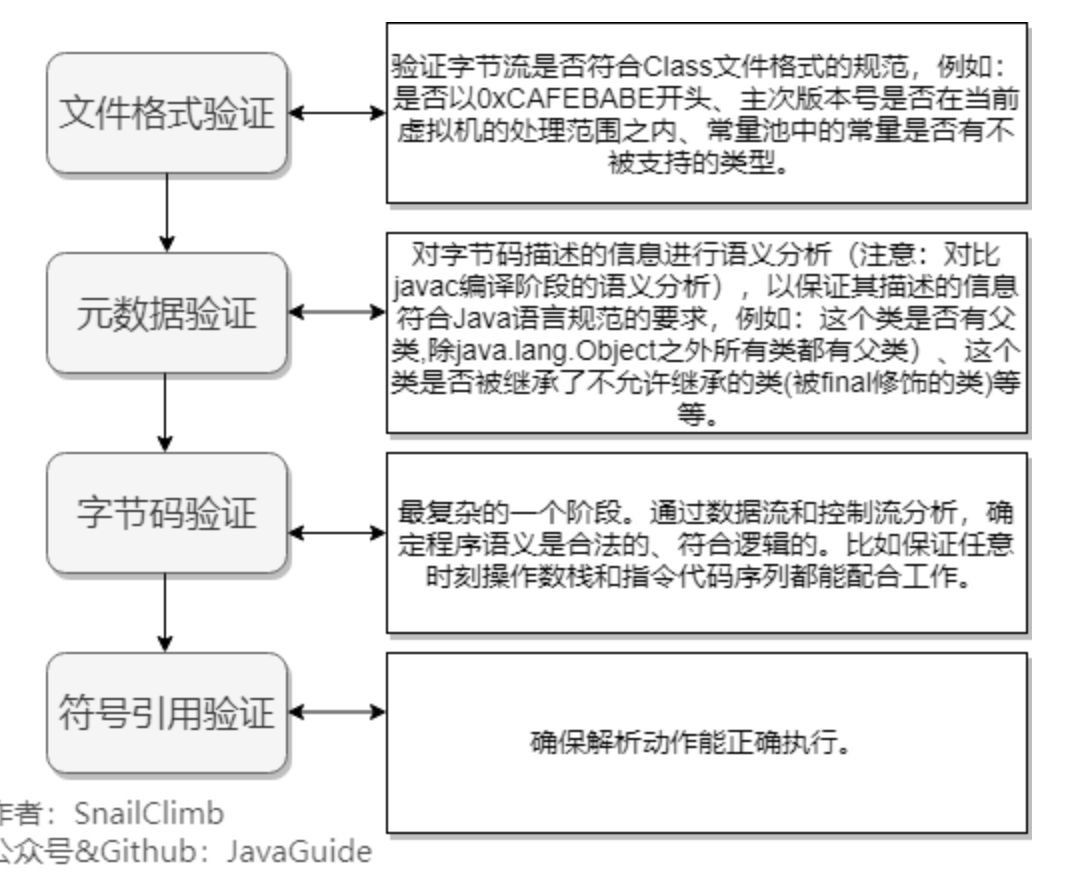 文件格式验证
验证字节流是否符合Class文件格式的规范，例如：
是否以0xCAFEBABE开头、主次版本号是否在当前
虚拟机的处理范围之内、常量池中的常量是否有不
被支持的类型。
元数据验证
对字节码描述的信息进行语义分析（注意：对比
javac编译阶段的语义分析），以保证其描述的信息
符合Java语言规范的要求，例如：这个类是否有父
类,除java.lang.Object之外所有类都有父类）、这个
类是否被继承了不允许继承的类(被final修饰的类)等
等。
字节码验证
最复杂的一个阶段。通过数据流和控制流分析，确
定程序语义是合法的、符合逻辑的。比如保证任意
时刻操作数栈和指令代码序列都能配合工作。
符号引用验证
确保解析动作能正确执行。
作者：SnailClimb
公众号&Github：JavaGuide